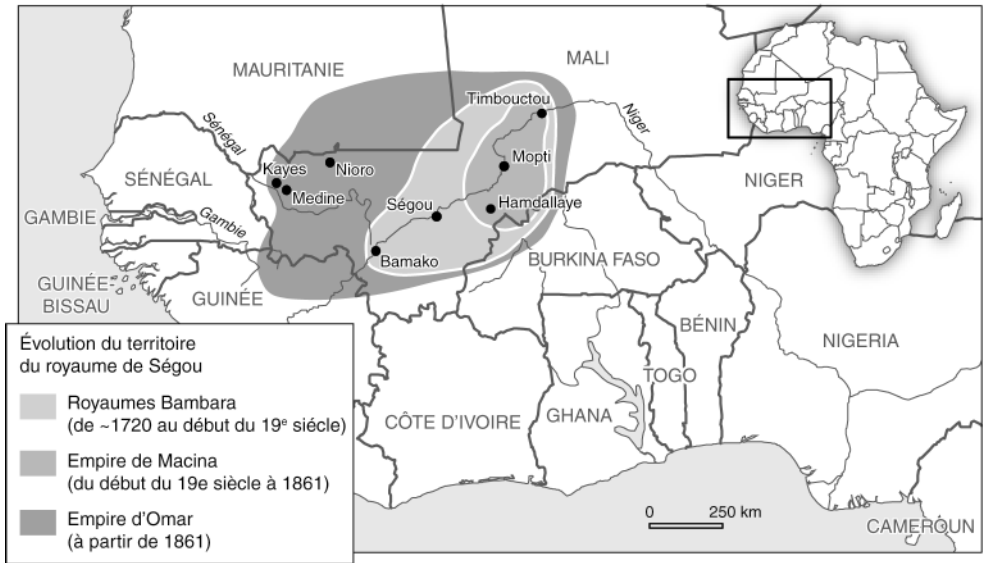 MAURITANIE
MALI
Timbouctou
Niger
Sénégal
Kayes
Nioro
Mopti
SÉNÉGAL
Medine
NIGER
Ségou
Hamdallaye
GAMBIE
Gambie
Bamako
BURKINA FASO
GUINÉE-
BISSAU
GUINÉE
BÉNIN
NIGERIA
TOGO
CÔTE D'IVOIRE
GHANA
CAMEROUN
Évolution du territoire
du royaume de Ségou
Royaumes Bambara
(de ~1720 au début du 19e siécle)
Empire de Macina
(du début du 19e siècle à 1861)
Empire d'Omar
(à partir de 1861)
0 250 km